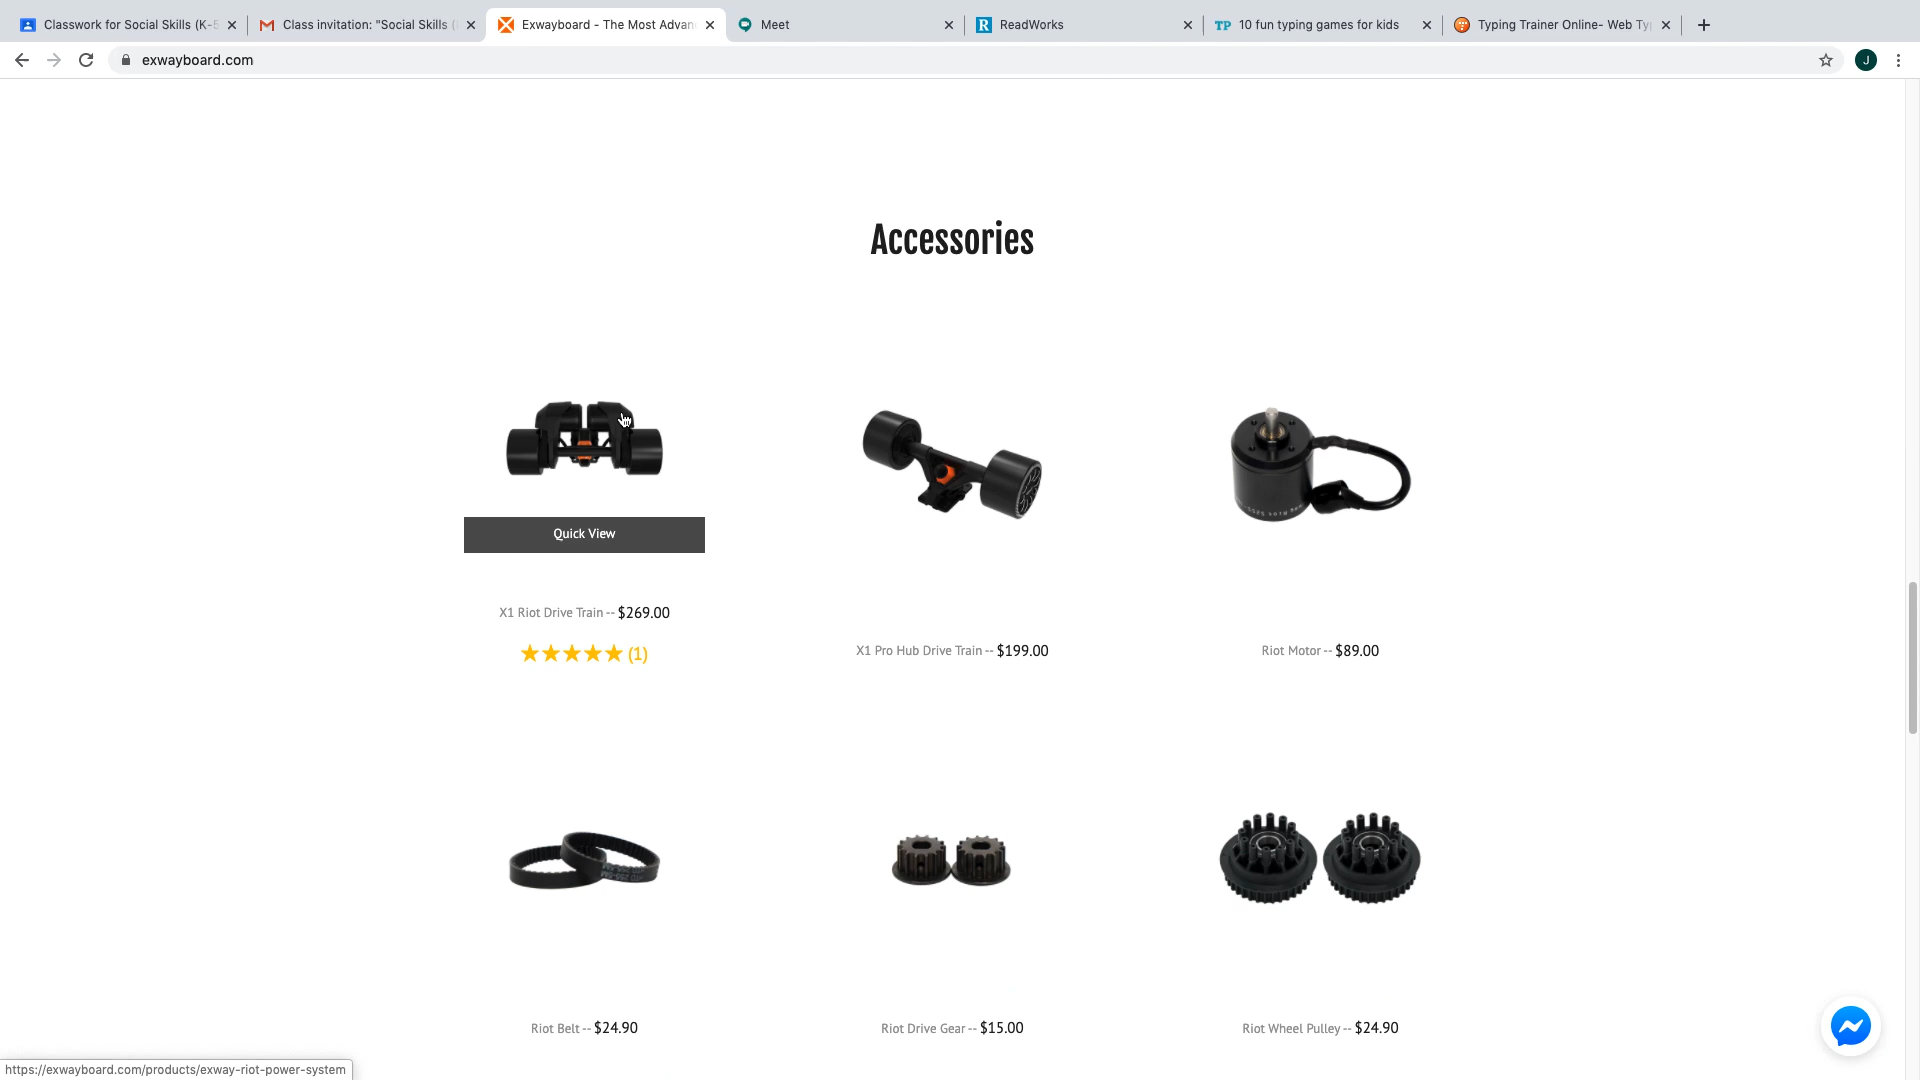 Classwork for Social Skills (K-5
Class invitation: "Social Skills (
Exwayboard - The Most Advan
Meet
ReadWorks
TP 10 fun typing games for kids
Typing Trainer Online- Web Ty
exwayboard.com
J
Accessories
Quick View
X1 Riot Drive Train -- $269.00
(1)
X1 Pro Hub Drive Train -- $199.00
Riot Motor -- $89.00
Riot Belt -- $24.90
Riot Drive Gear -- $15.00
Riot Wheel Pulley -- $24.90
https://exwayboard.com/products/exway-riot-power-system